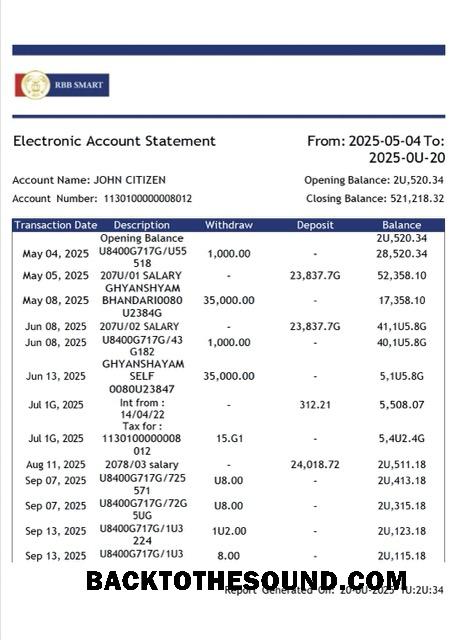 RBB SMART
Electronic Account Statement
From: 2025-05-04 To:
2025-0U-20
Account Name: JOHN CITIZEN
Opening Balance: 2U,520.34
Account Number: 1130100000008012
Closing Balance: 521,218.32
Transaction Date Description Withdraw Deposit Balance
Opening Balance 2U,520.34
May 04, 2025 U8400G717G/U55 1,000.00 - 28,520.34
518
May 05, 2025 207U/01 SALARY - 23,837.7G 52,358.10
GHYANSHYAM
May 08, 2025 BHANDARI0080 35,000.00 - 17,358.10
U2384G
Jun 08, 2025 207U/02 SALARY - 23,837.7G 41,1U5.8G
Jun 08, 2025 U8400G717G/43 1,000.00 - 40,1U5.8G
G182
GHYANSHAYAM
Jun 13, 2025 SELF 35,000.00 - 5,1U5.8G
0080U23847
Jul 1G, 2025 Int from : - 312.21 5,508.07
14/04/22
Tax for :
Jul 1G, 2025 1130100000008 15.G1 - 5,4U2.4G
012
Aug 11, 2025 2078/03 salary - 24,018.72 2U,511.18
Sep 07, 2025 U8400G717G/725 U8.00 - 2U,413.18
571
Sep 07, 2025 U8400G717G/72G U8.00 - 2U,315.18
5UG
Sep 13, 2025 U8400G717G/1U3 1U2.00 - 2U,123.18
224
Sep 13, 2025 U8400G717G/1U3 8.00 - 2U,115.18
BACKTOTHESOUND.COM
Report Generated On: 20-0U-2025 1U:2U:34